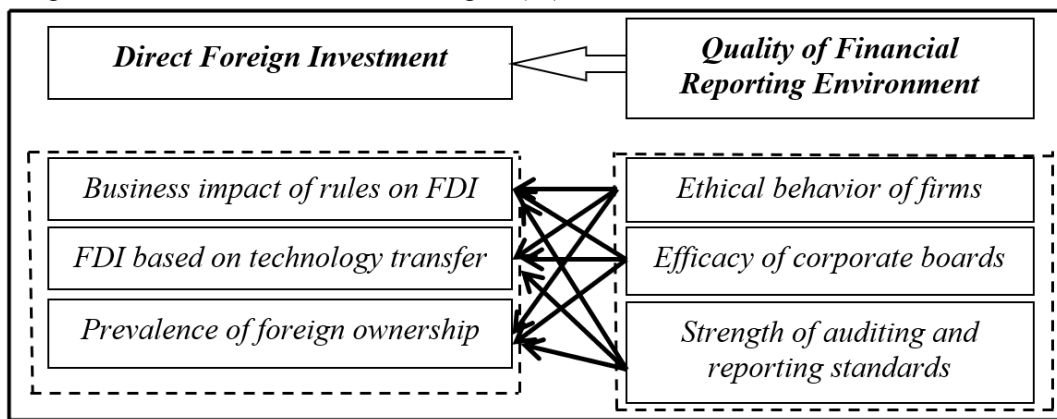 Direct Foreign Investment
Quality of Financial
Reporting Environment
Business impact of rules on FDI
Ethical behavior of firms
FDI based on technology transfer
Efficacy of corporate boards
Prevalence of foreign ownership
Strength of auditing and
reporting standards